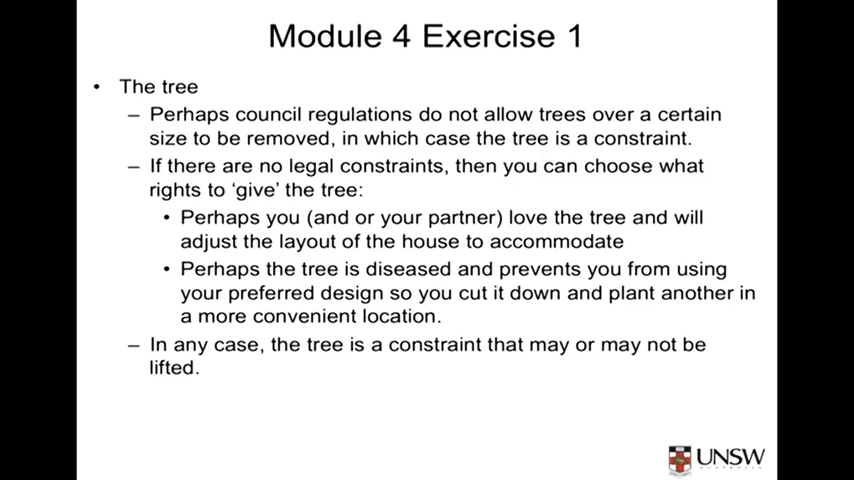 Module 4 Exercise 1
• The tree
– Perhaps council regulations do not allow trees over a certain
size to be removed, in which case the tree is a constraint.
– If there are no legal constraints, then you can choose what
rights to ‘give’ the tree:
• Perhaps you (and or your partner) love the tree and will
adjust the layout of the house to accommodate
• Perhaps the tree is diseased and prevents you from using
your preferred design so you cut it down and plant another in
a more convenient location.
– In any case, the tree is a constraint that may or may not be
lifted.
UNSW
AUSTRALIA